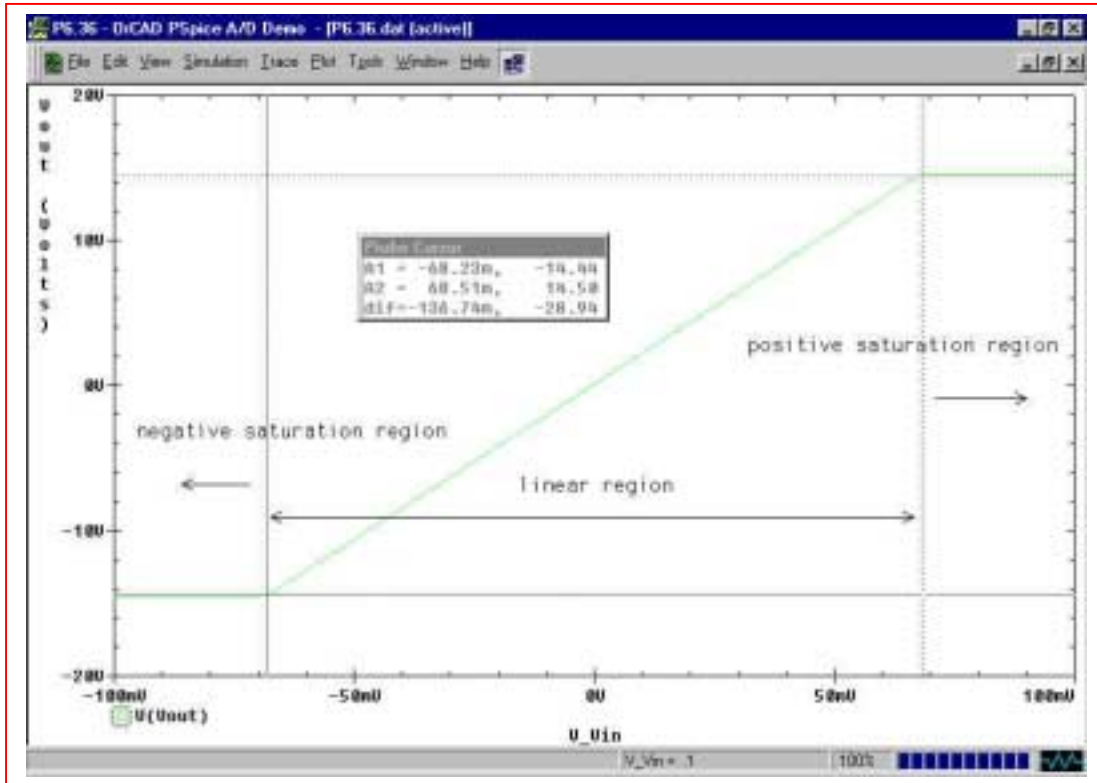 P6.36 - OrCAD PSpice A/D Demo - [P6.36.dat (active)]
File Edit View Simulation Trace Plot Tools Window Help
Vout (volts)
20V
10V
0V
-10V
-20V
Probe Cursor
A1 = -68.23m, -14.44
A2 = 68.51m, 14.50
dif=-136.74m, -28.94
positive saturation region
negative saturation region
linear region
-100mV -50mV 0V 50mV 100mV
V(Vout)
V_Vin
V_Vin = .1 100%